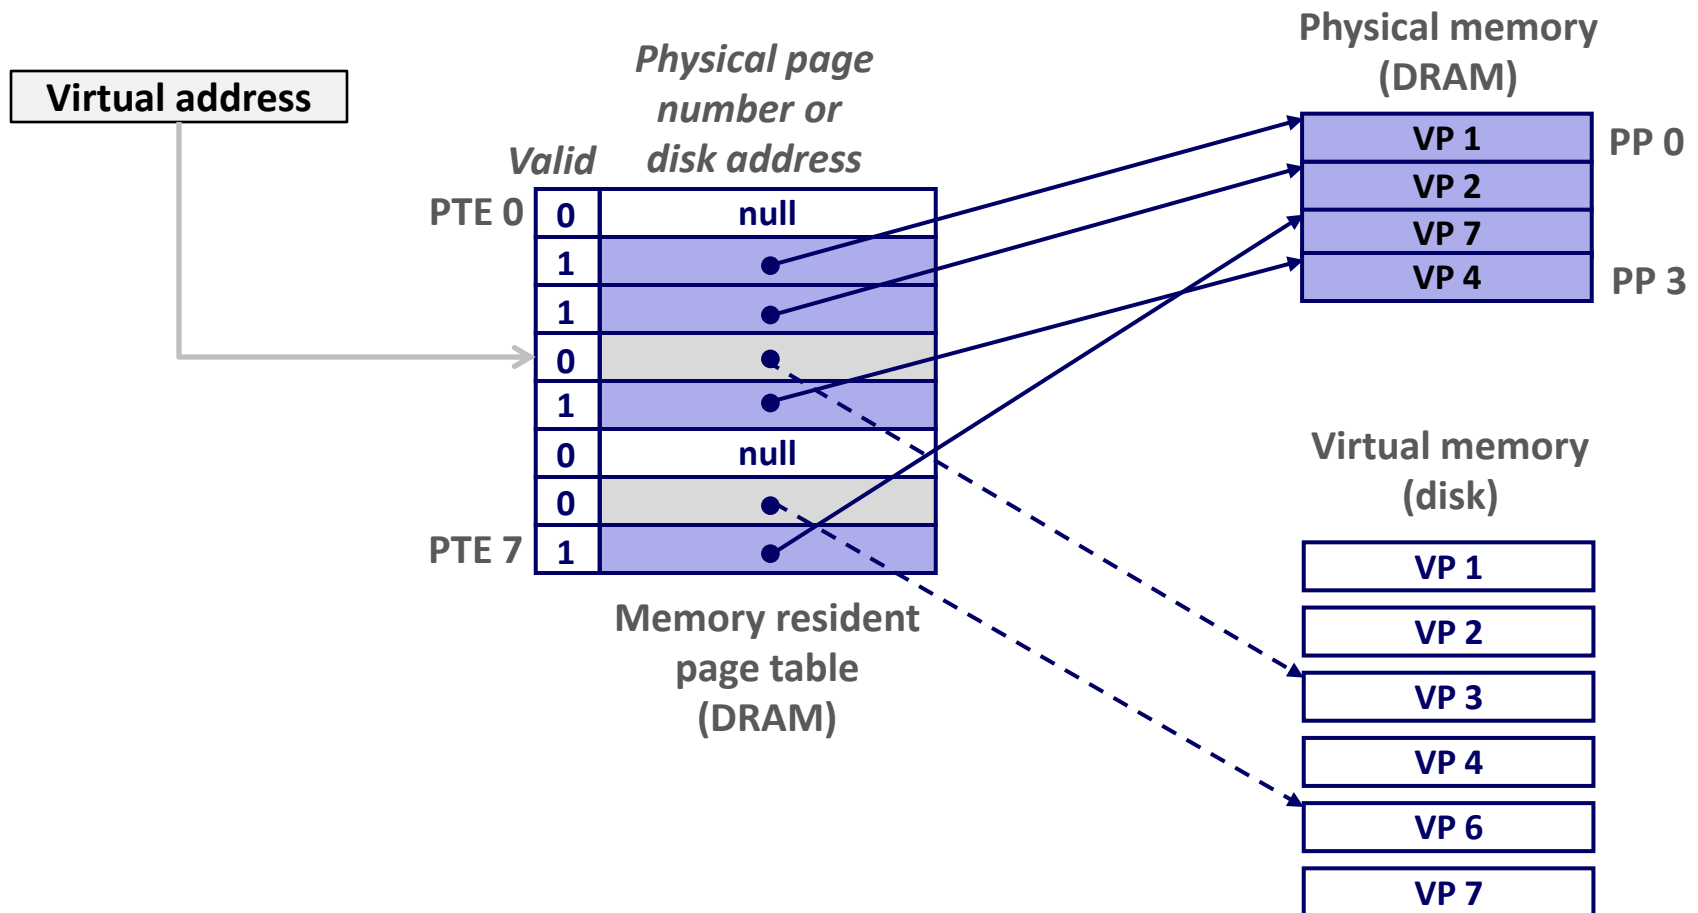 Virtual address
Physical page
number or
disk address
Valid
PTE 0
0
null
1
1
0
1
0
null
0
PTE 7
1
Memory resident
page table
(DRAM)
Physical memory
(DRAM)
VP 1
PP 0
VP 2
VP 7
VP 4
PP 3
Virtual memory
(disk)
VP 1
VP 2
VP 3
VP 4
VP 6
VP 7